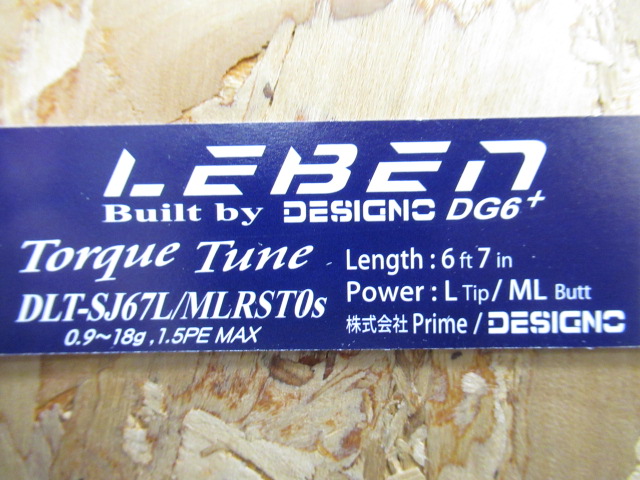 LEBEN
Built by DESIGNO DG6+
Torque Tune
DLT-SJ67L/MLRST0s
0.9～18g , 1.5PE MAX
Length : 6 ft 7 in
Power : L Tip / ML Butt
株式会社 Prime / DESIGNO